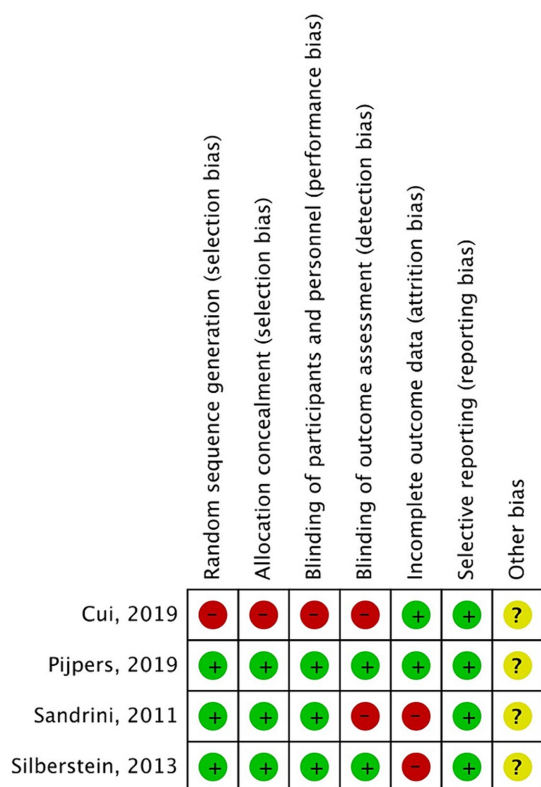 Random sequence generation (selection bias)
Allocation concealment (selection bias)
Blinding of participants and personnel (performance bias)
Blinding of outcome assessment (detection bias)
Incomplete outcome data (attrition bias)
Selective reporting (reporting bias)
Other bias
Cui, 2019 - - - - + + ?
Pijpers, 2019 + + + + + + ?
Sandrini, 2011 + + + - - + ?
Silberstein, 2013 + + + + - + ?